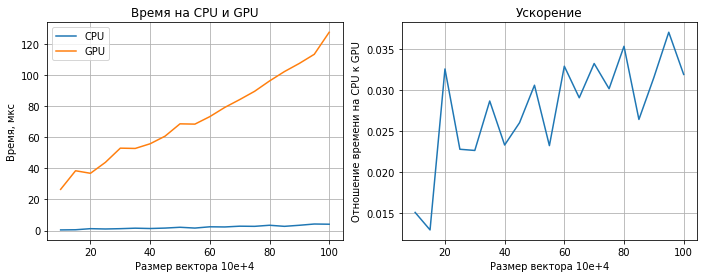 Время на CPU и GPU
Время, мкс
120
100
80
60
40
20
0
CPU
GPU
20 40 60 80 100
Размер вектора 10e+4
Ускорение
Отношение времени на CPU к GPU
0.035
0.030
0.025
0.020
0.015
20 40 60 80 100
Размер вектора 10e+4